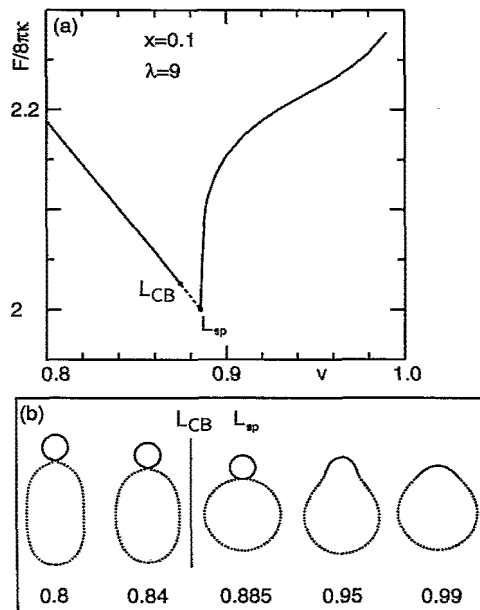 (a)
x=0.1
λ=9
F/8πκ
2.2
2
L_CB
L_sp
0.8
0.9
v
1.0
(b)
L_CB L_sp
0.8 0.84 0.885 0.95 0.99